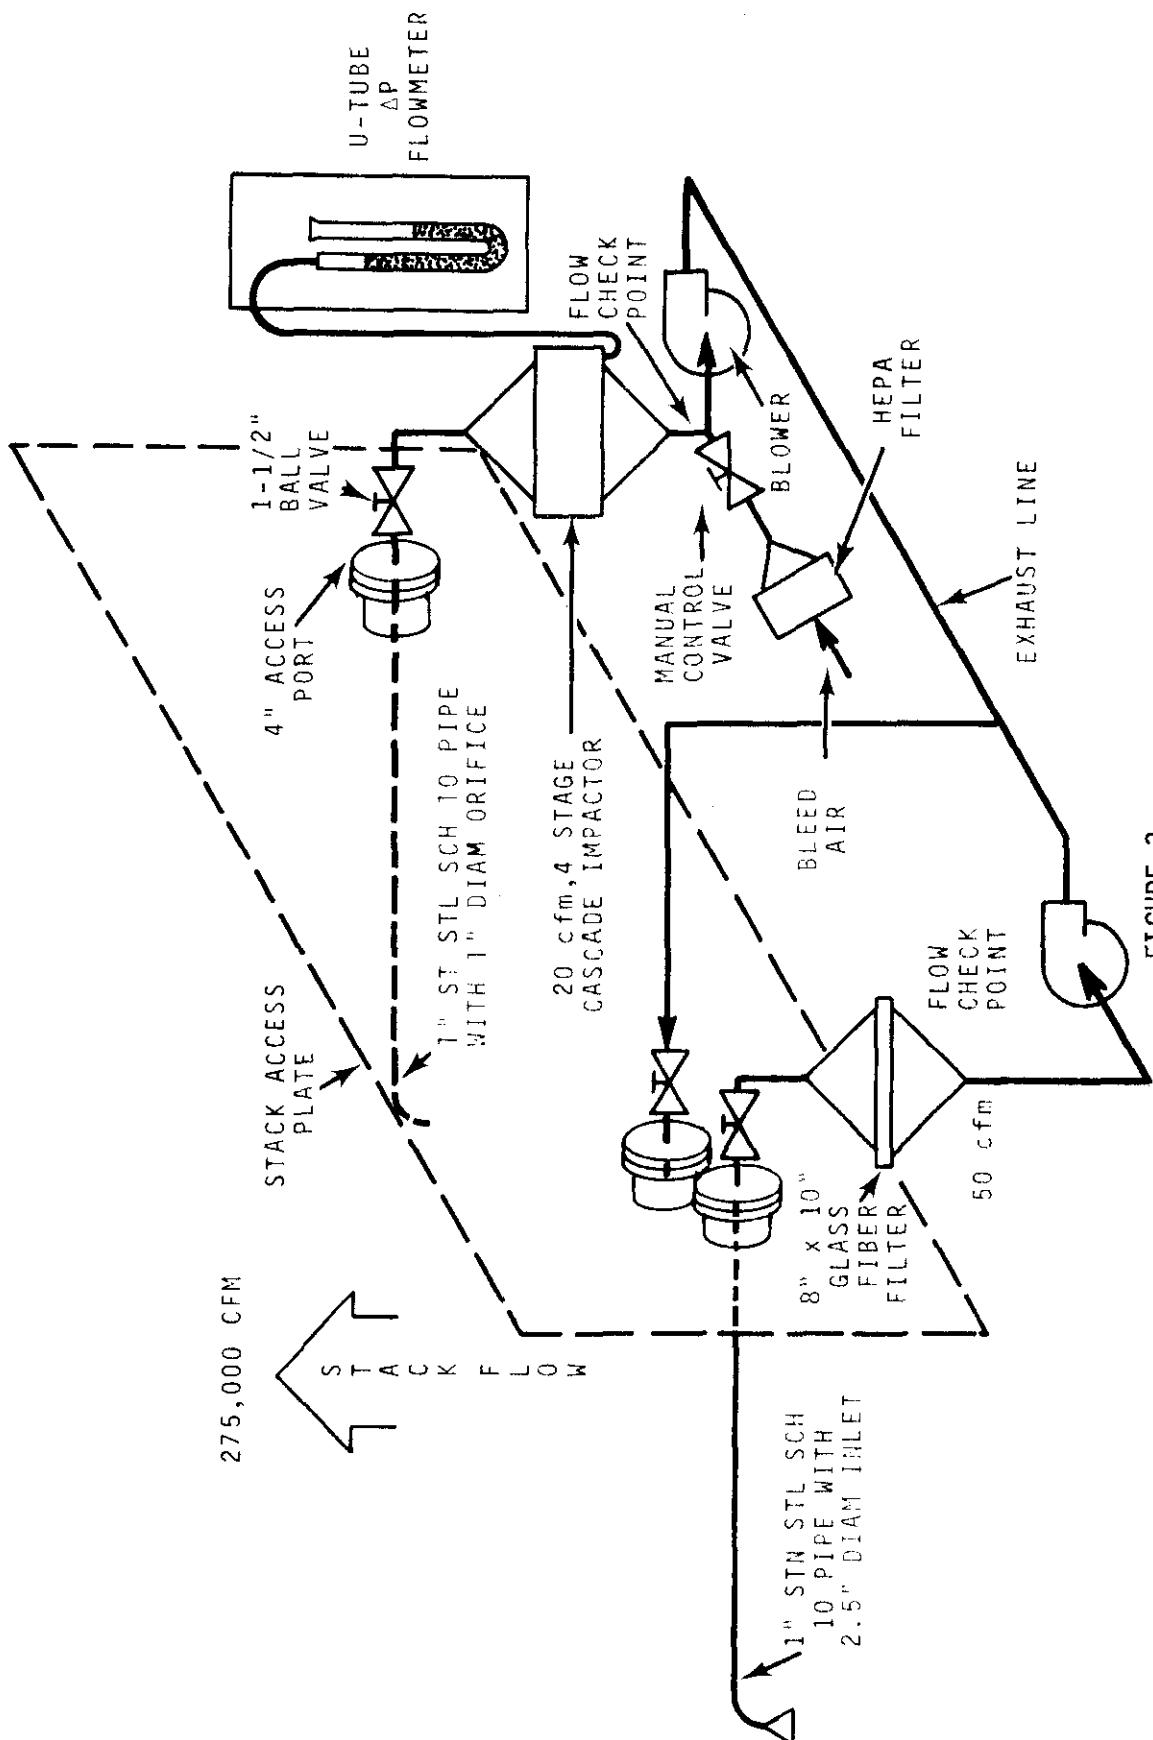 U-TUBE
ΔP
FLOWMETER
1-1/2"
BALL
VALVE
4" ACCESS
PORT
FLOW
CHECK
POINT
STACK ACCESS
PLATE
1" ST STL SCH 10 PIPE
WITH 1" DIAM ORIFICE
20 cfm, 4 STAGE
CASCADE IMPACTOR
MANUAL
CONTROL
VALVE
BLOWER
HEPA
FILTER
BLEED
AIR
EXHAUST LINE
275,000 CFM
STACK FLOW
8" x 10"
GLASS
FIBER
FILTER
FLOW
CHECK
POINT
50 cfm
1" STN STL SCH
10 PIPE WITH
2.5" DIAM INLET